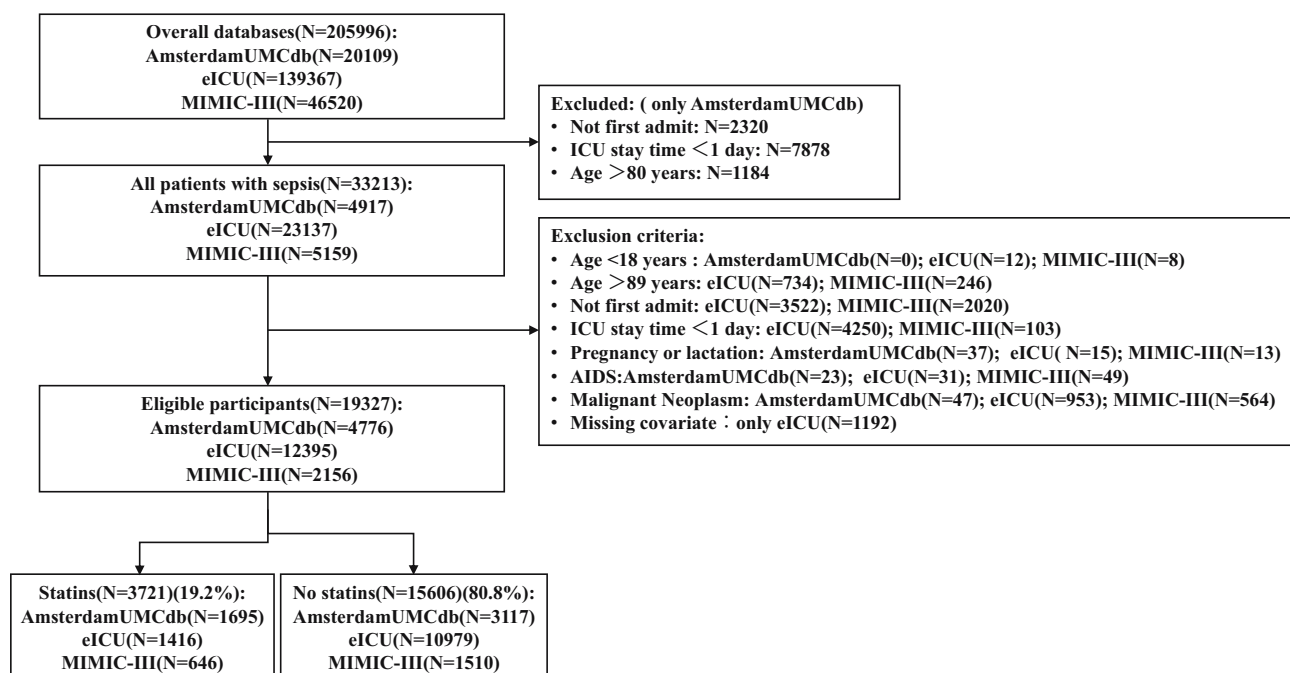 Overall databases(N=205996):
AmsterdamUMCdb(N=20109)
eICU(N=139367)
MIMIC-III(N=46520)
Excluded: ( only AmsterdamUMCdb)
• Not first admit: N=2320
• ICU stay time <1 day: N=7878
• Age >80 years: N=1184
All patients with sepsis(N=33213):
AmsterdamUMCdb(N=4917)
eICU(N=23137)
MIMIC-III(N=5159)
Exclusion criteria:
• Age <18 years : AmsterdamUMCdb(N=0); eICU(N=12); MIMIC-III(N=8)
• Age >89 years: eICU(N=734); MIMIC-III(N=246)
• Not first admit: eICU(N=3522); MIMIC-III(N=2020)
• ICU stay time <1 day: eICU(N=4250); MIMIC-III(N=103)
• Pregnancy or lactation: AmsterdamUMCdb(N=37); eICU( N=15); MIMIC-III(N=13)
• AIDS:AmsterdamUMCdb(N=23); eICU(N=31); MIMIC-III(N=49)
• Malignant Neoplasm: AmsterdamUMCdb(N=47); eICU(N=953); MIMIC-III(N=564)
• Missing covariate：only eICU(N=1192)
Eligible participants(N=19327):
AmsterdamUMCdb(N=4776)
eICU(N=12395)
MIMIC-III(N=2156)
Statins(N=3721)(19.2%):
AmsterdamUMCdb(N=1695)
eICU(N=1416)
MIMIC-III(N=646)
No statins(N=15606)(80.8%):
AmsterdamUMCdb(N=3117)
eICU(N=10979)
MIMIC-III(N=1510)